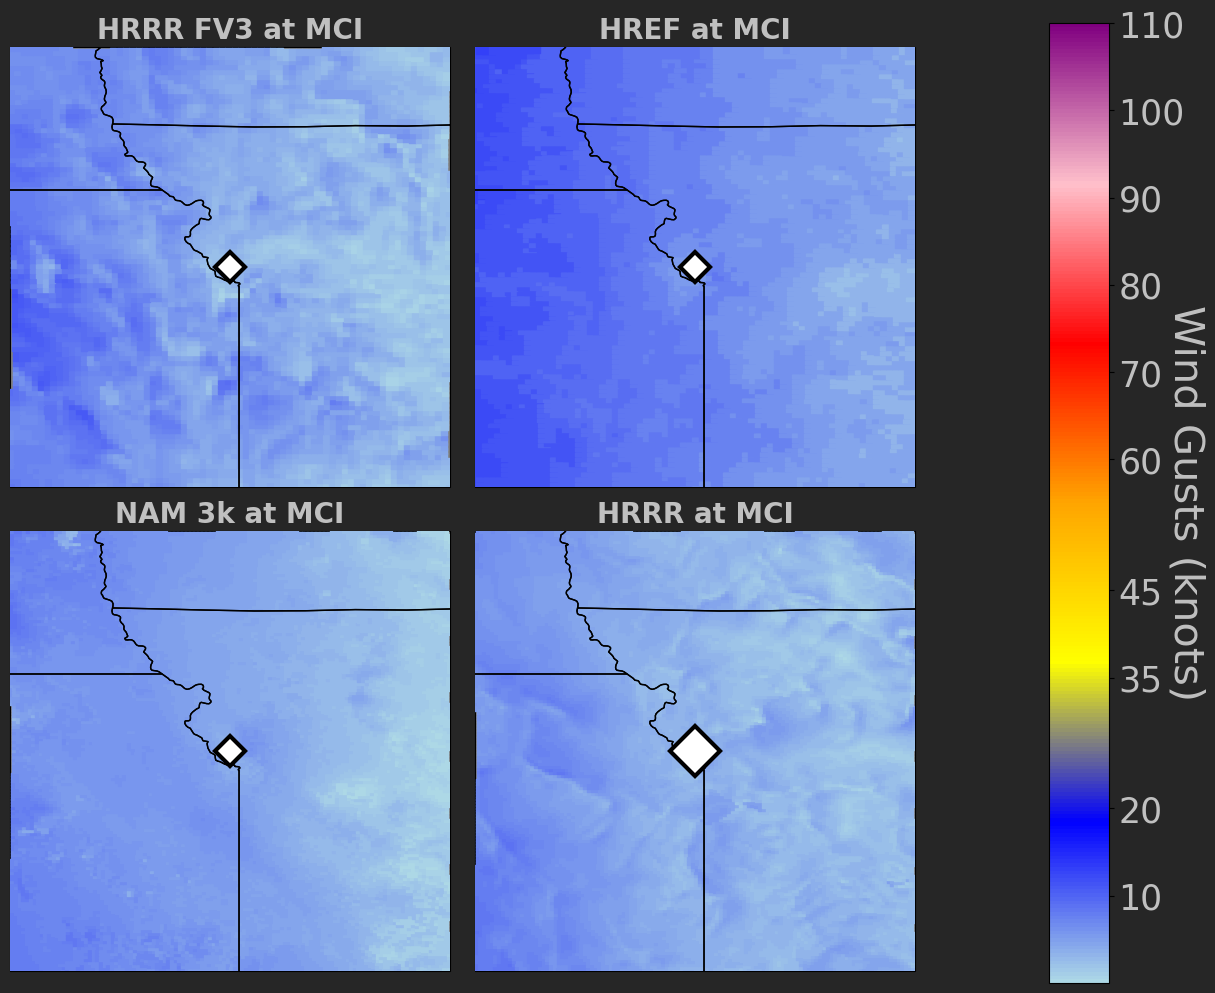 HRRR FV3 at MCI
HREF at MCI
NAM 3k at MCI
HRRR at MCI
110
100
90
80
70
60
45
35
20
10
Wind Gusts (knots)